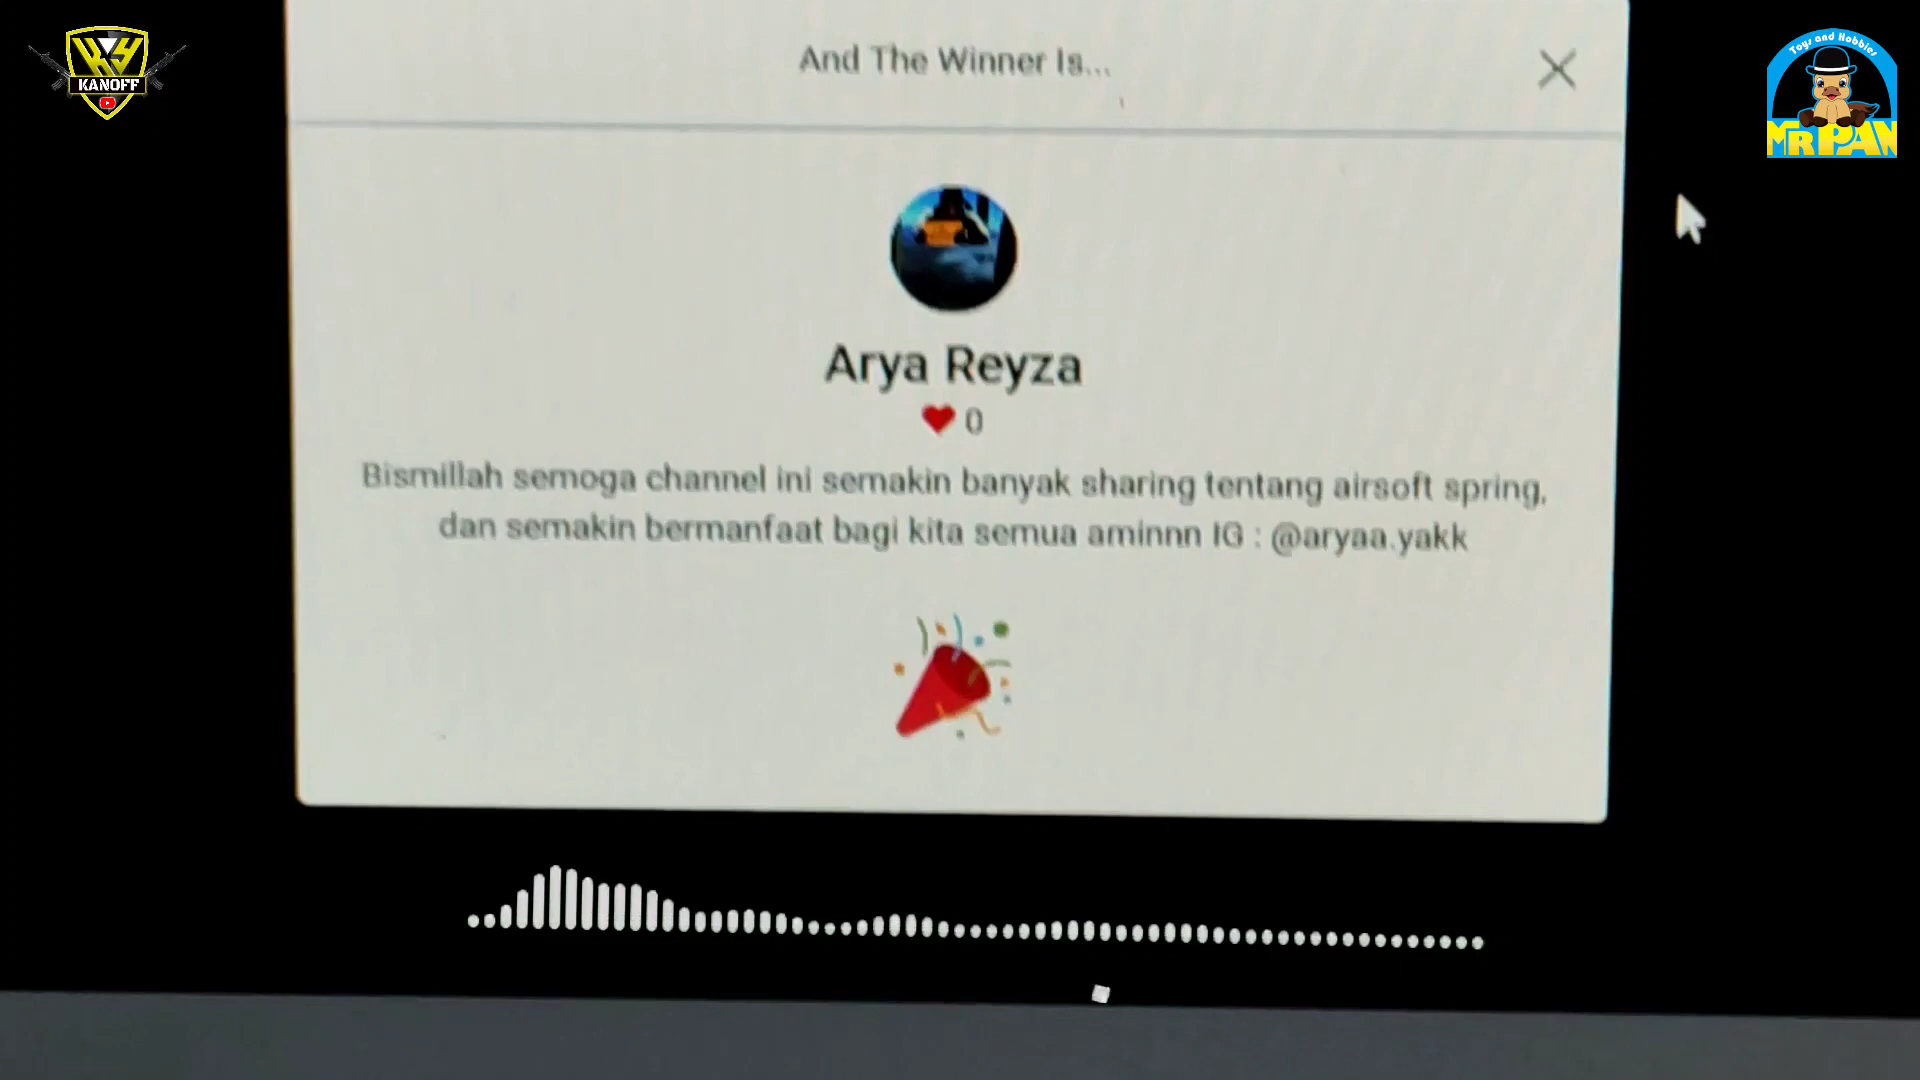 KANOFF
Toys and Hobbies
MR PAN
And The Winner Is...
Arya Reyza
0
Bismillah semoga channel ini semakin banyak sharing tentang airsoft spring,
dan semakin bermanfaat bagi kita semua aminnn IG : @aryaa.yakk